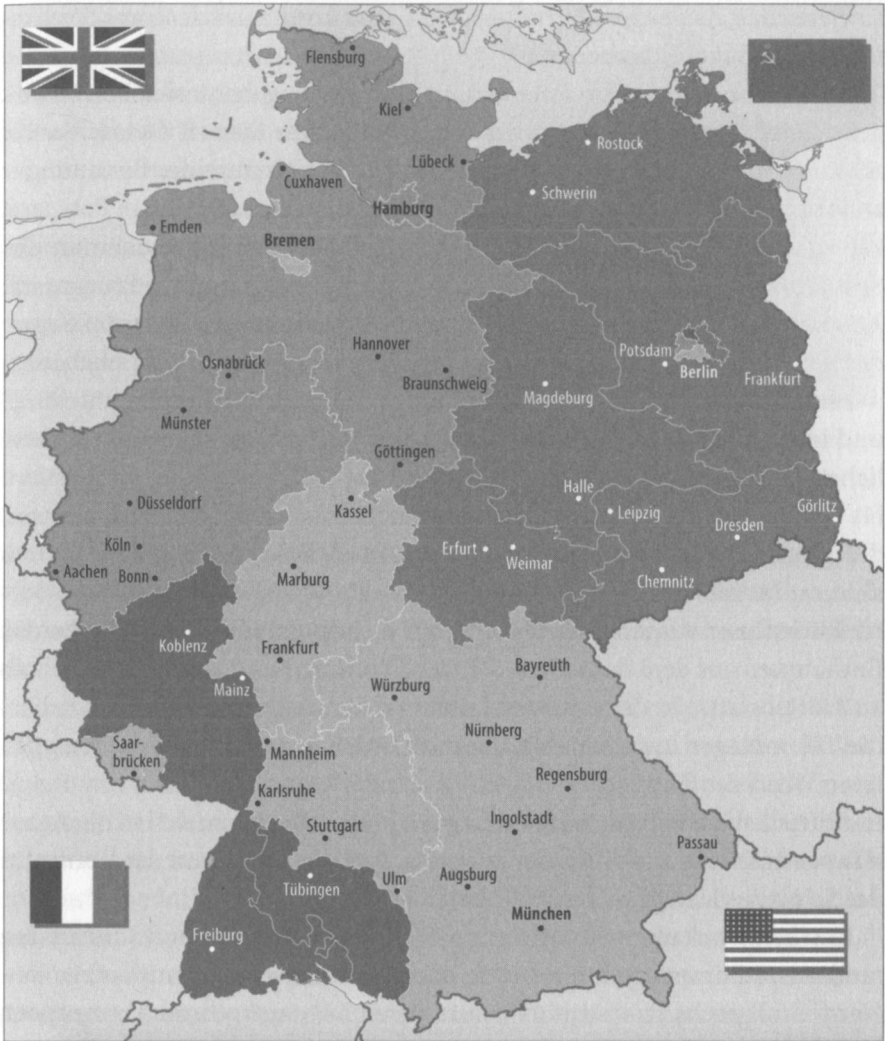 Flensburg
Kiel
Rostock
Lübeck
Cuxhaven
Schwerin
Hamburg
Emden
Bremen
Hannover
Potsdam
Osnabrück
Berlin
Frankfurt
Braunschweig
Magdeburg
Münster
Göttingen
Halle
Kassel
Düsseldorf
Leipzig
Görlitz
Dresden
Köln
Erfurt
Weimar
Aachen
Bonn
Marburg
Chemnitz
Koblenz
Frankfurt
Bayreuth
Mainz
Würzburg
Nürnberg
Saar-
brücken
Mannheim
Regensburg
Karlsruhe
Ingolstadt
Stuttgart
Passau
Tübingen
Ulm
Augsburg
München
Freiburg